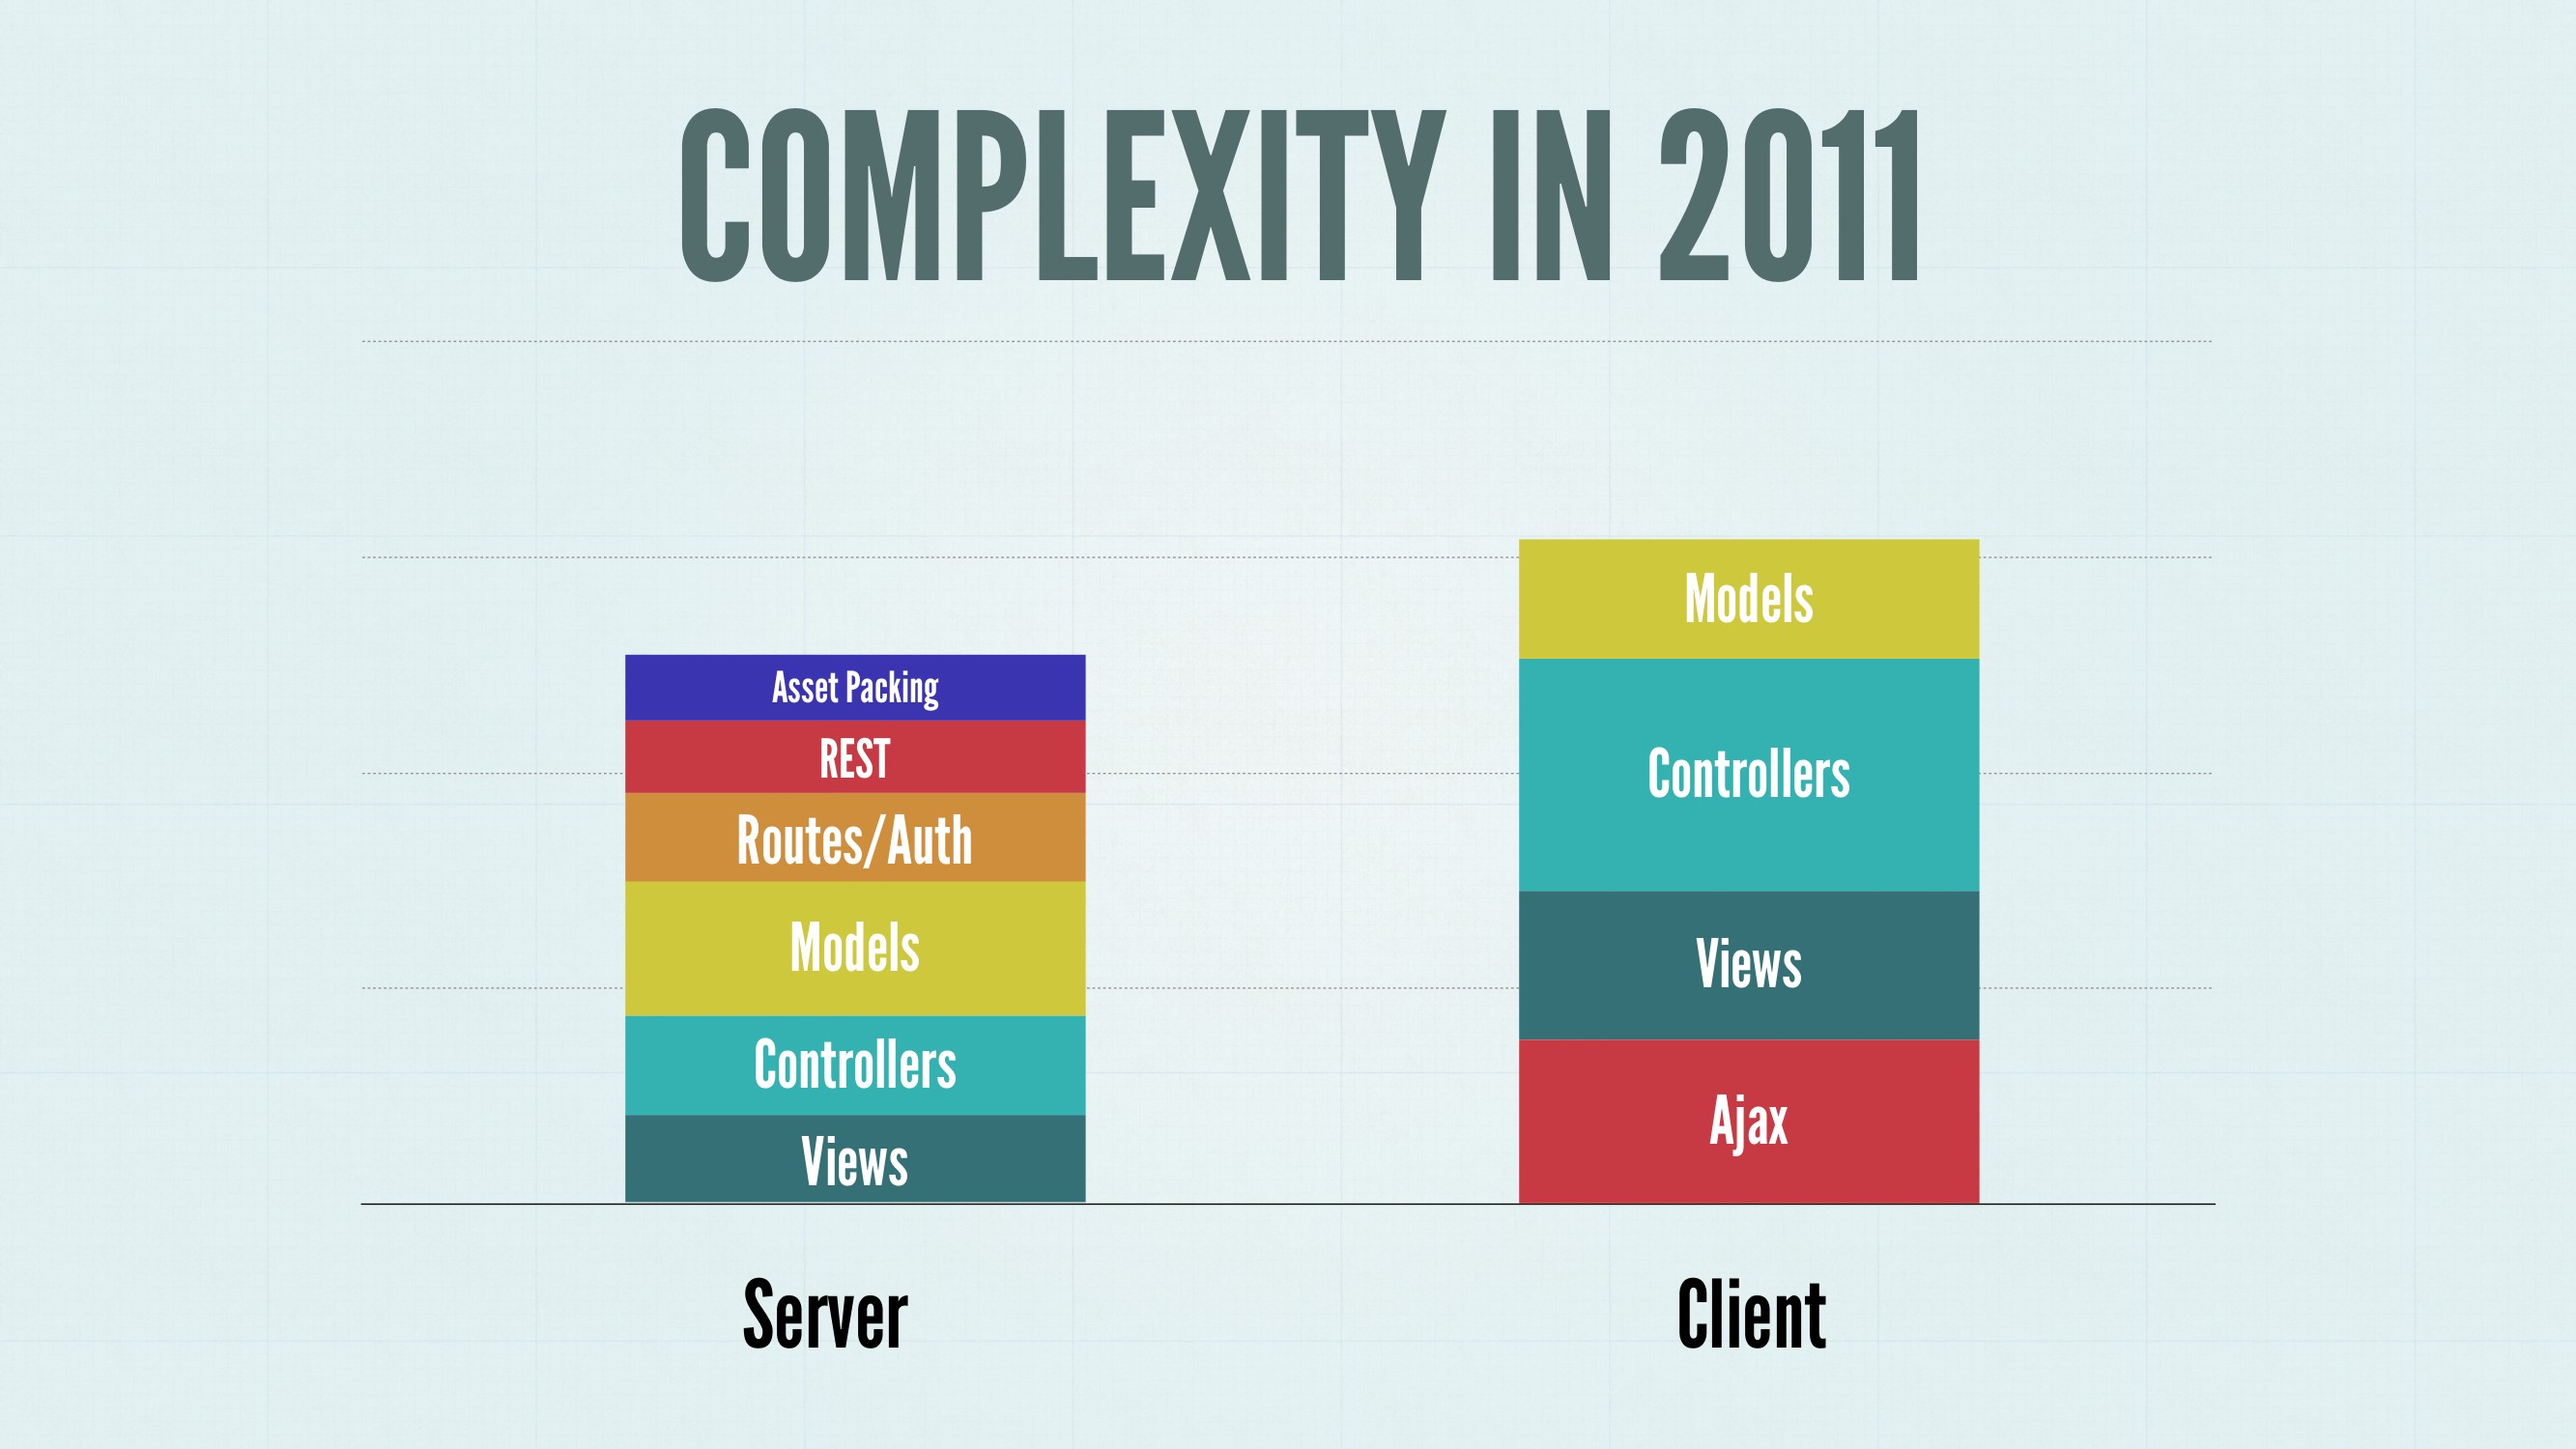 COMPLEXITY IN 2011
Asset Packing
REST
Routes/Auth
Models
Controllers
Views
Models
Controllers
Views
Ajax
Server
Client